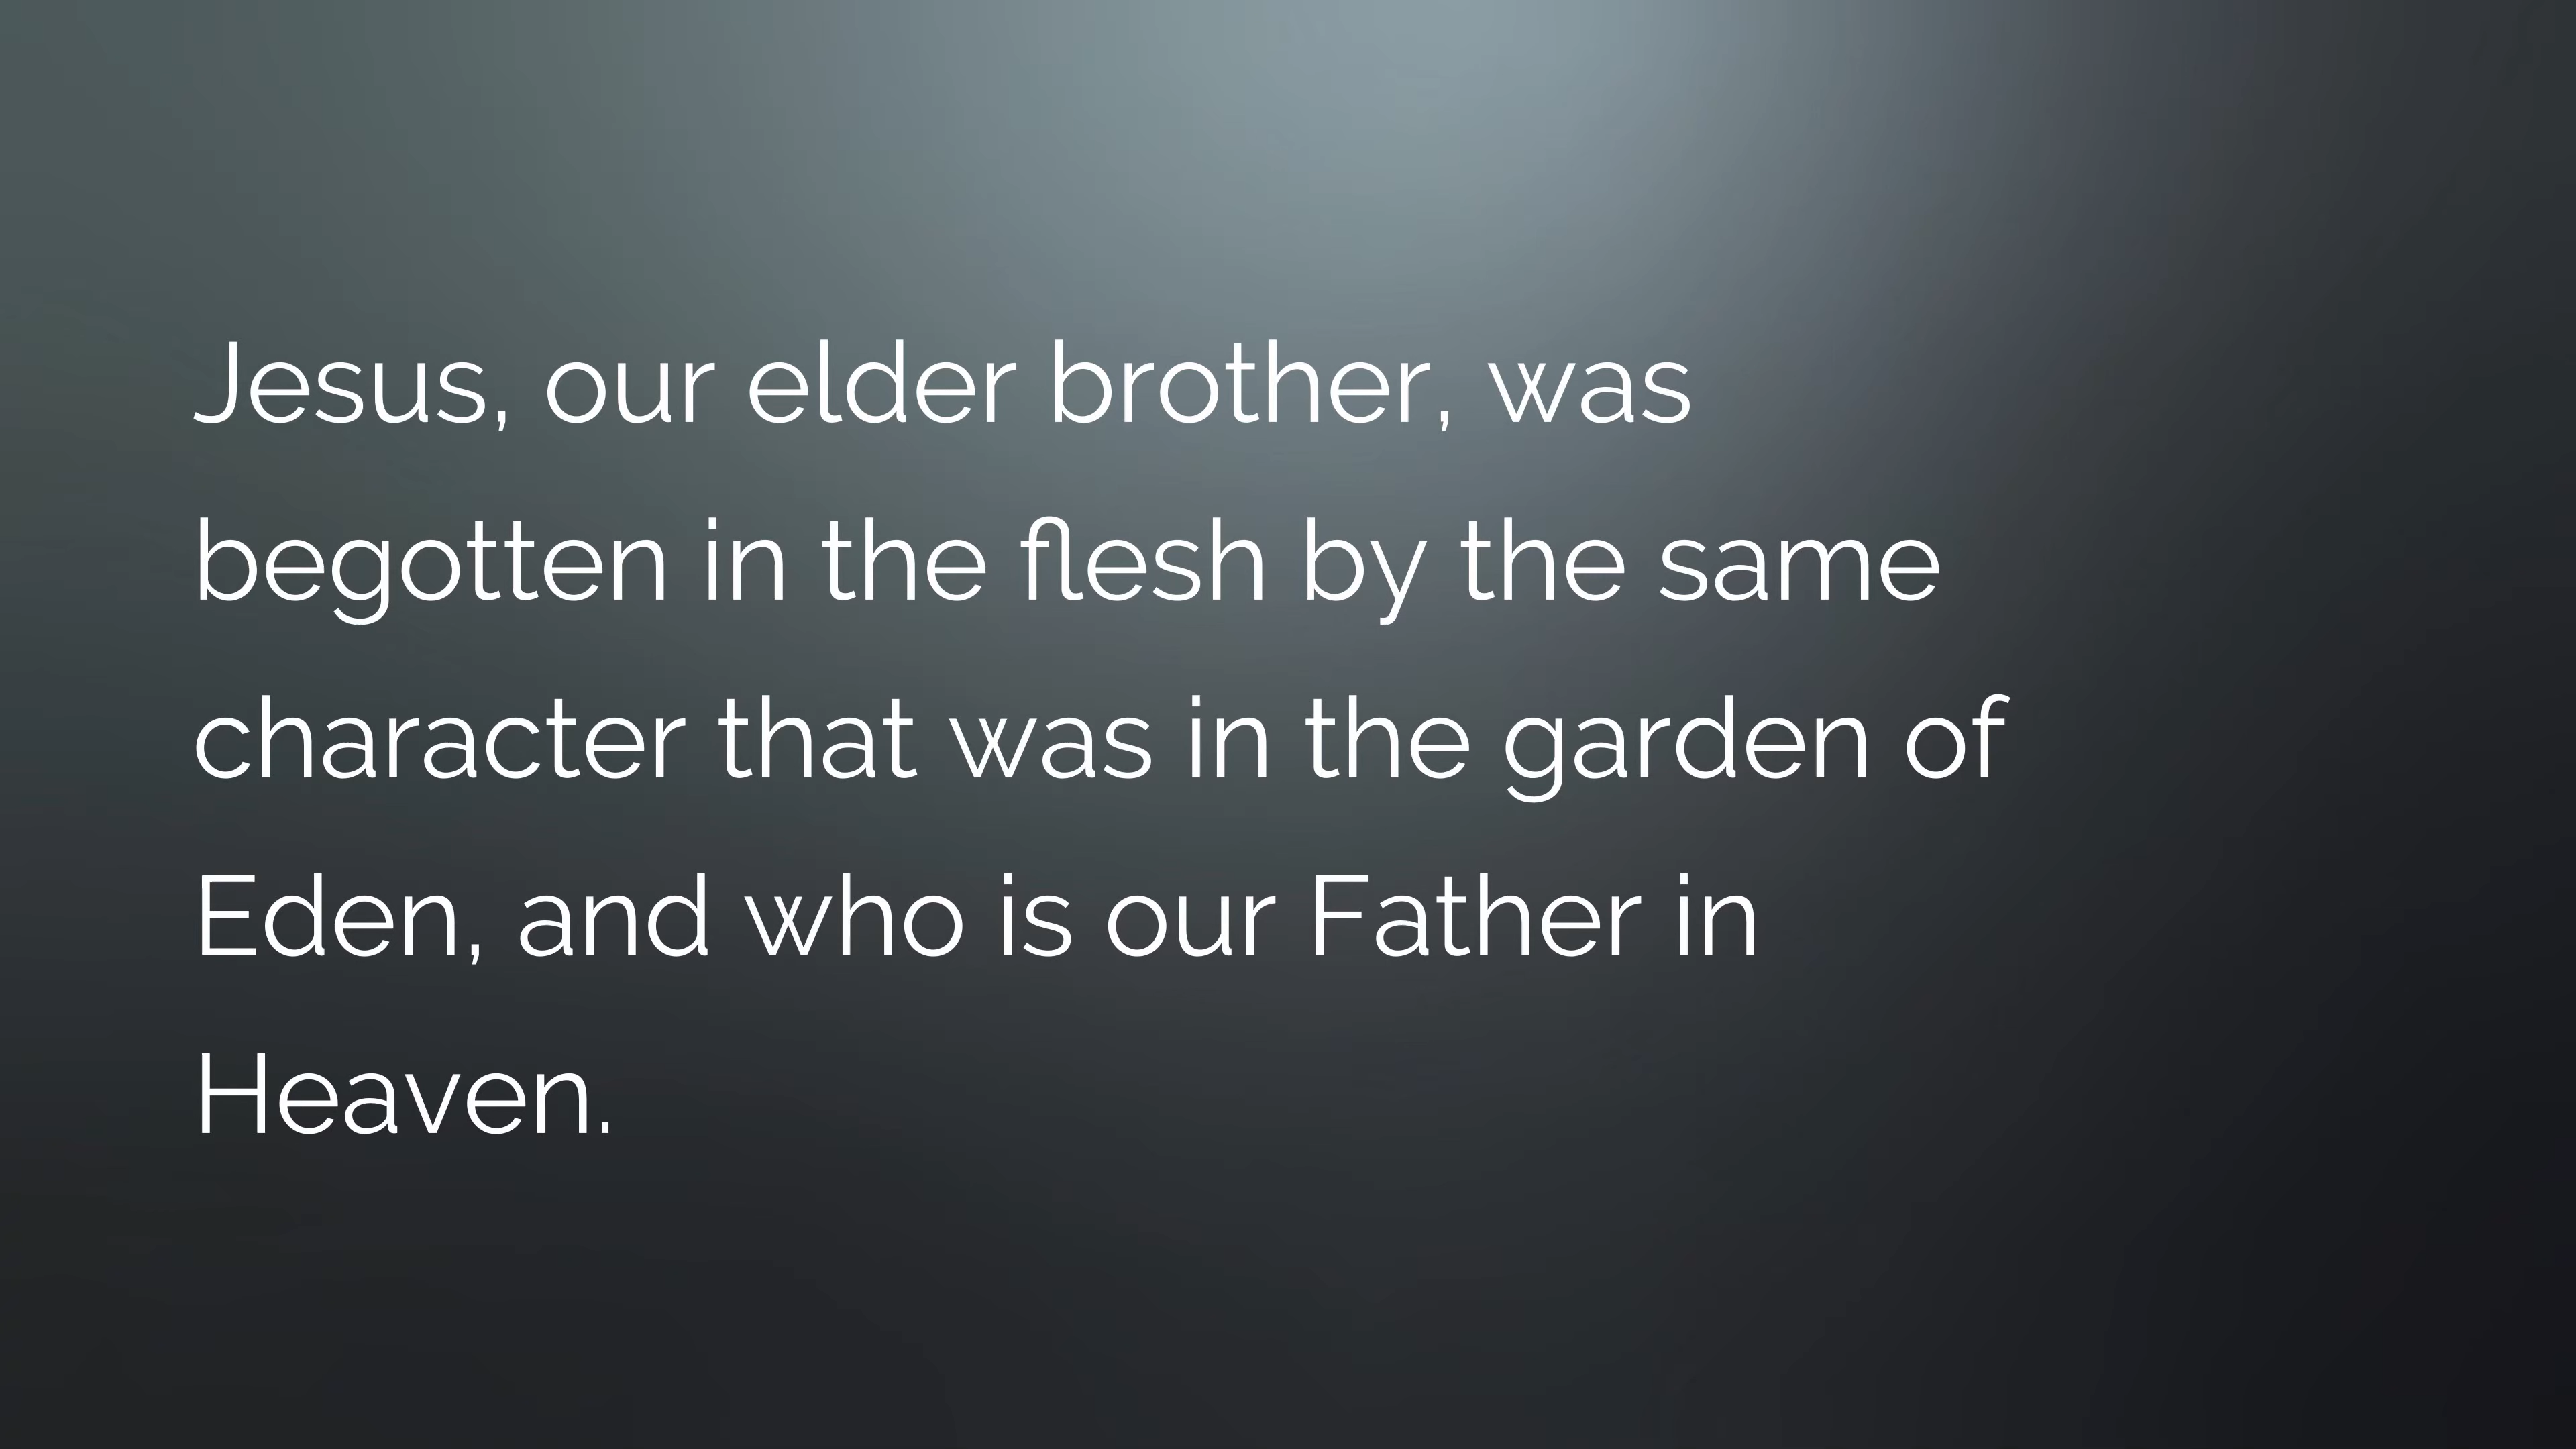 Jesus, our elder brother, was
begotten in the flesh by the same
character that was in the garden of
Eden, and who is our Father in
Heaven.